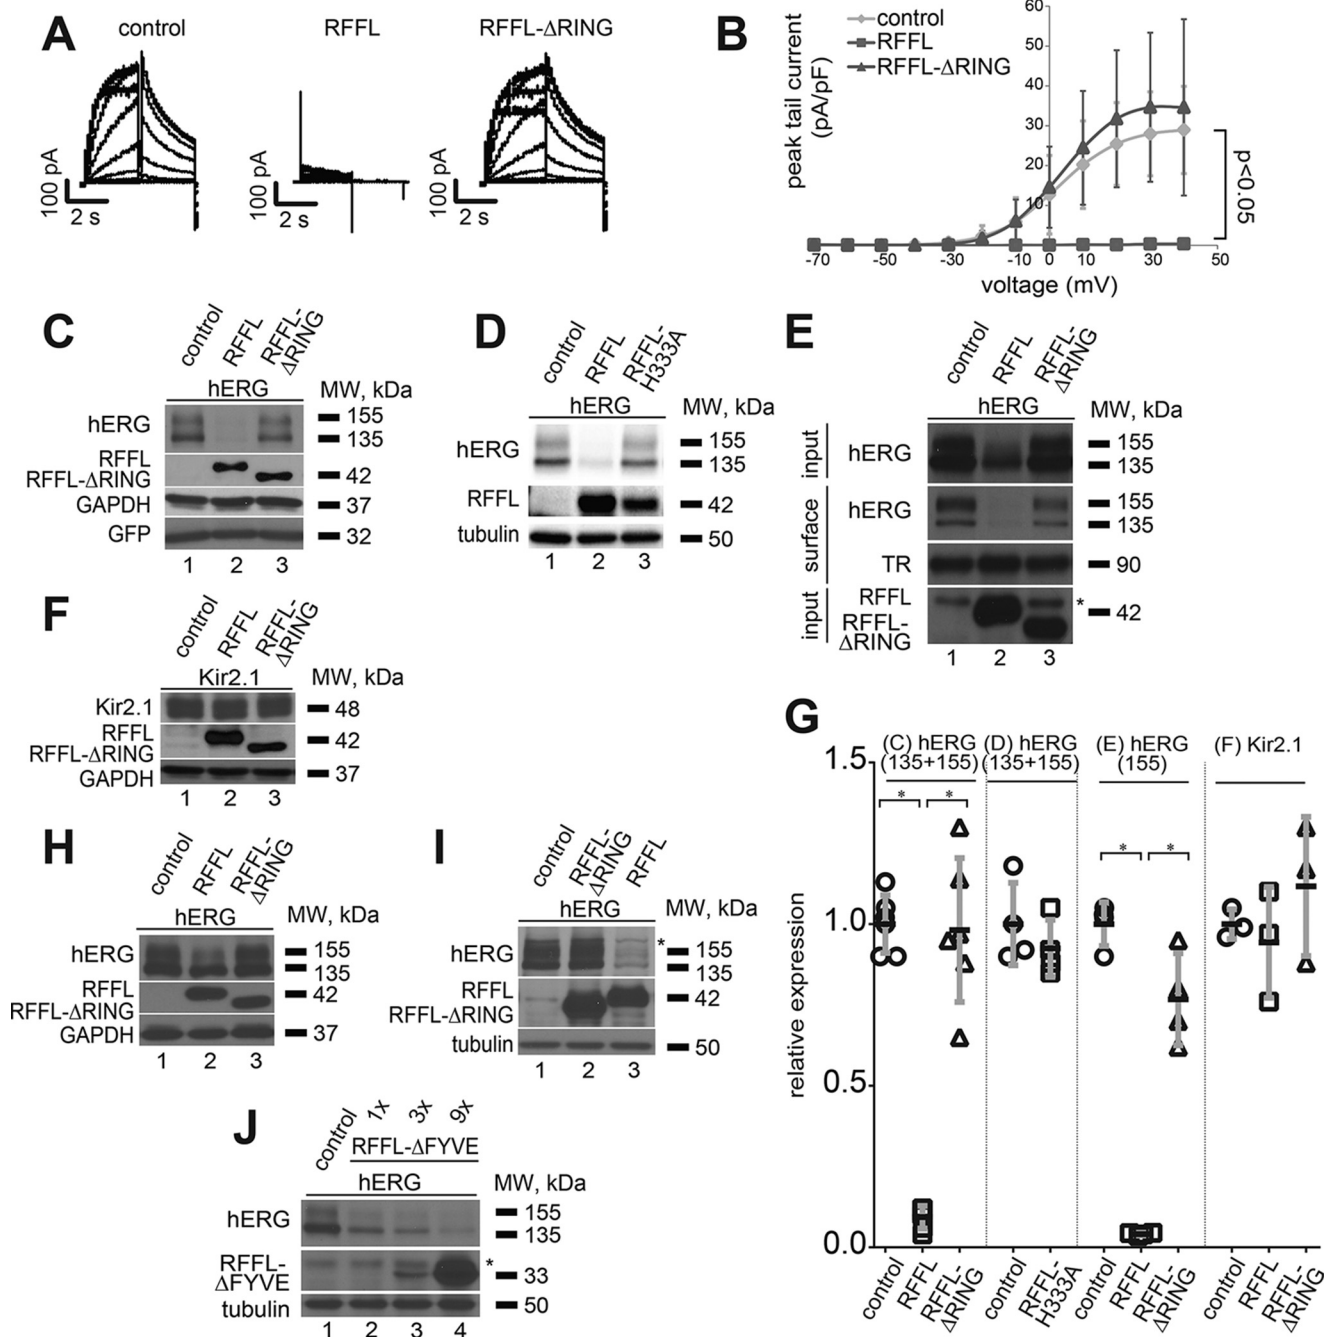 A
control
RFFL
RFFL-ΔRING
100 pA
2 s
100 pA
2 s
100 pA
2 s
B
control
RFFL
RFFL-ΔRING
peak tail current
(pA/pF)
60
50
40
30
20
10
-70
-50
-30
-10
0
10
30
50
voltage (mV)
p<0.05
C
control
RFFL
RFFL-
ΔRING
hERG
MW, kDa
hERG
155
135
RFFL
RFFL-ΔRING
42
GAPDH
37
GFP
32
1 2 3
D
control
RFFL
RFFL-
H333A
hERG
MW, kDa
hERG
155
135
RFFL
42
tubulin
50
1 2 3
E
control
RFFL
RFFL-
ΔRING
hERG
MW, kDa
input
hERG
155
135
surface
hERG
155
135
TR
90
input
RFFL
*
42
RFFL-
ΔRING
1 2 3
F
control
RFFL
RFFL-
ΔRING
Kir2.1
MW, kDa
Kir2.1
48
RFFL
42
RFFL-ΔRING
GAPDH
37
1 2 3
G
(C) hERG
(135+155)
(D) hERG
(135+155)
(E) hERG
(155)
(F) Kir2.1
* *
* *
relative expression
1.5
1.0
0.5
0.0
control
RFFL
RFFL-
ΔRING
control
RFFL-
H333A
control
RFFL
RFFL-
ΔRING
control
RFFL
RFFL-
ΔRING
H
control
RFFL
RFFL-
ΔRING
hERG
MW, kDa
hERG
155
135
RFFL
42
RFFL-ΔRING
GAPDH
37
1 2 3
I
control
RFFL-
ΔRING
RFFL
hERG
MW, kDa
hERG
*
155
135
RFFL
42
RFFL-ΔRING
tubulin
50
1 2 3
J
control
1x
3x
9x
RFFL-ΔFYVE
hERG
MW, kDa
hERG
155
135
RFFL-
ΔFYVE
*
33
tubulin
50
1 2 3 4